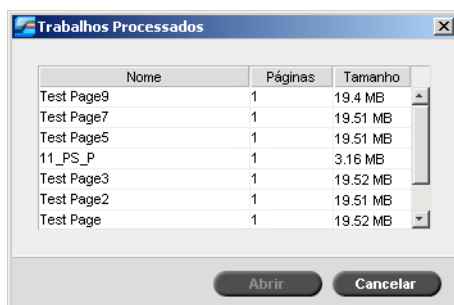 Trabalhos Processados
Nome Páginas Tamanho
Test Page9 1 19.4 MB
Test Page7 1 19.51 MB
Test Page5 1 19.51 MB
11_PS_P 1 3.16 MB
Test Page3 1 19.52 MB
Test Page2 1 19.51 MB
Test Page 1 19.52 MB
Abrir Cancelar